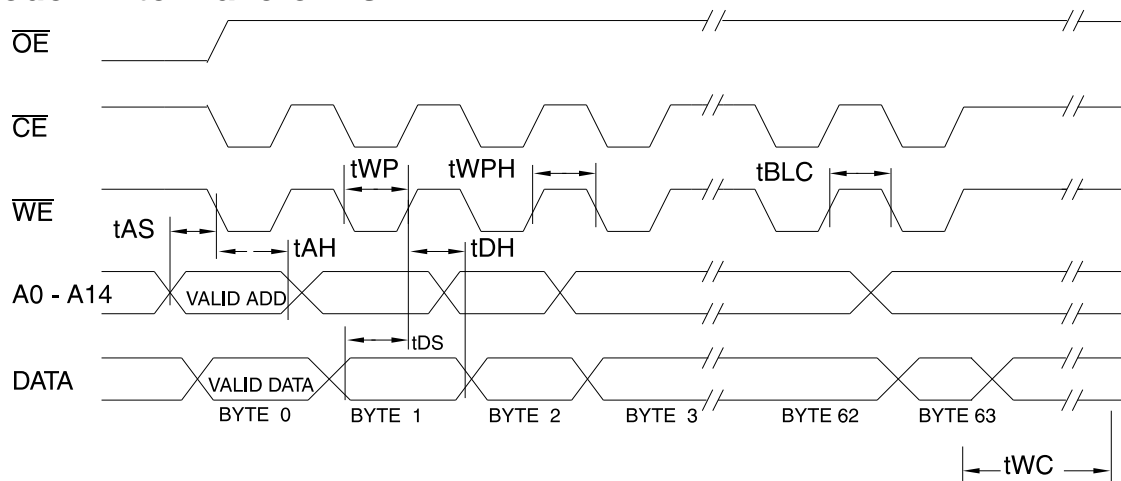 OE
CE
tWP tWPH tBLC
WE
tAS tAH tDH
A0 - A14 VALID ADD
tDS
DATA VALID DATA
BYTE 0 BYTE 1 BYTE 2 BYTE 3 BYTE 62 BYTE 63
tWC